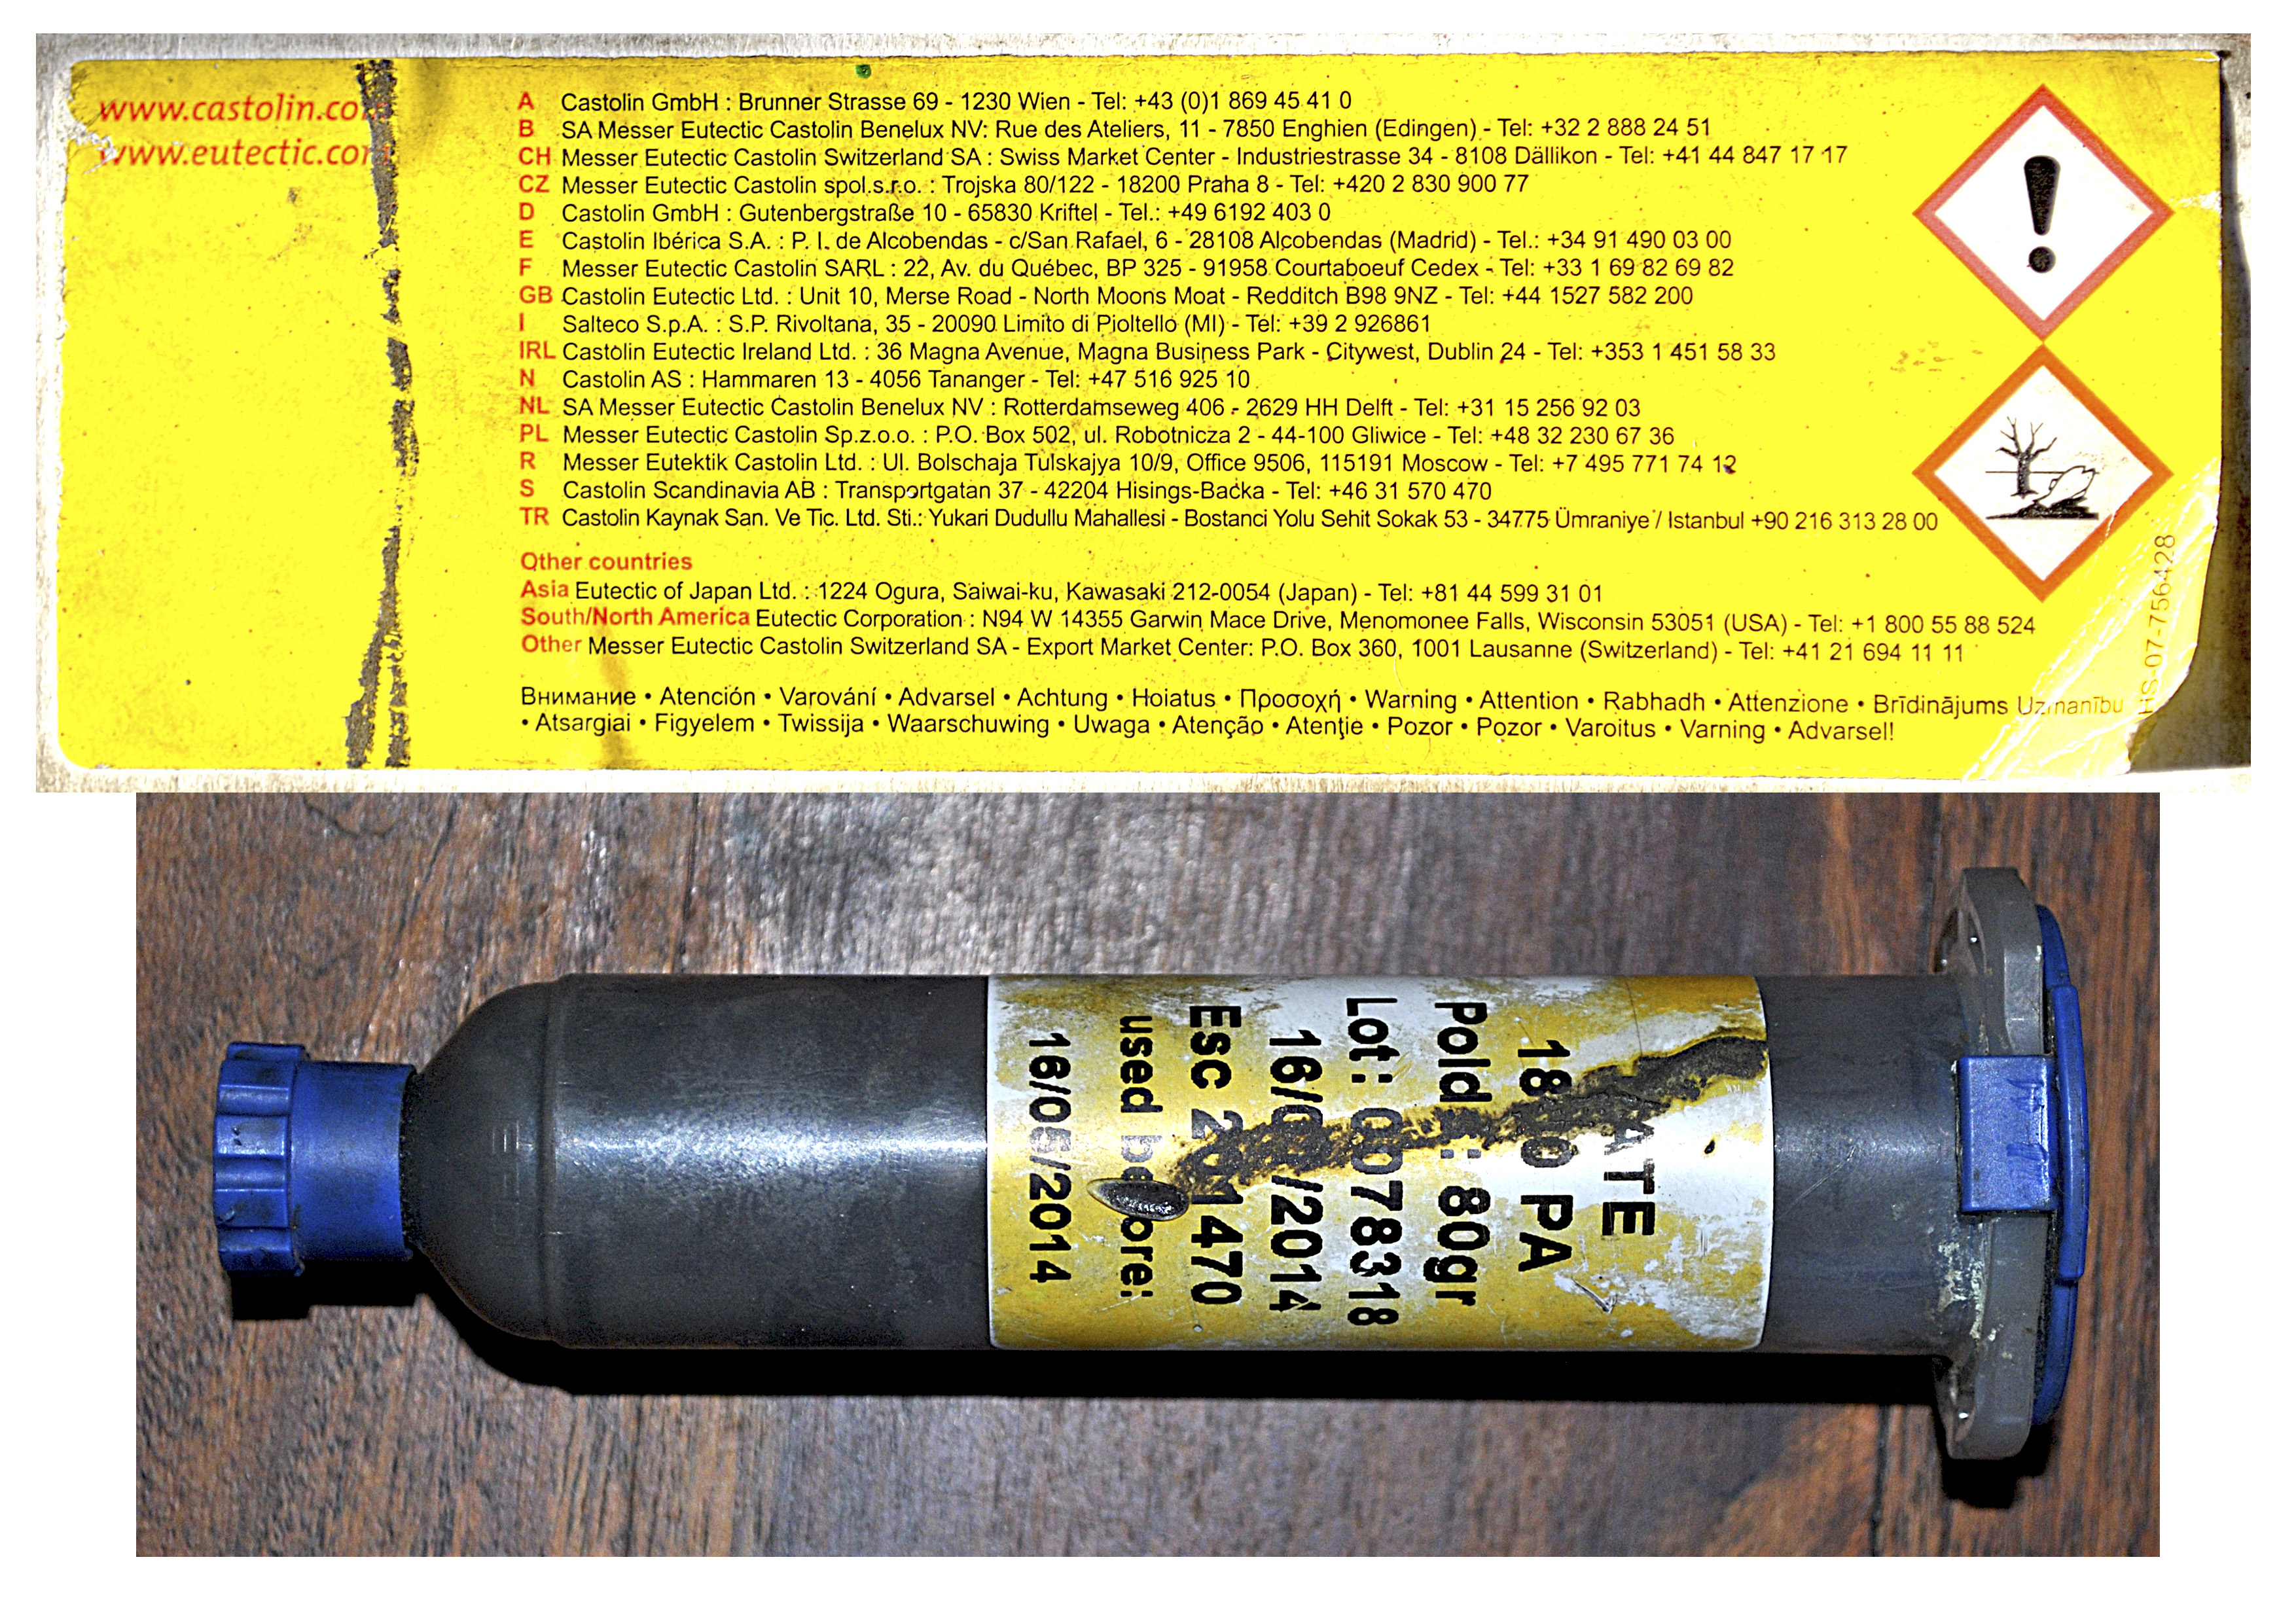 www.castolin.com
www.eutectic.com
A Castolin GmbH : Brunner Strasse 69 - 1230 Wien - Tel: +43 (0)1 869 45 41 0
B SA Messer Eutectic Castolin Benelux NV: Rue des Ateliers, 11 - 7850 Enghien (Edingen) - Tel: +32 2 888 24 51
CH Messer Eutectic Castolin Switzerland SA : Swiss Market Center - Industriestrasse 34 - 8108 Dällikon - Tel: +41 44 847 17 17
CZ Messer Eutectic Castolin spol.s.r.o. : Trojska 80/122 - 18200 Praha 8 - Tel: +420 2 830 900 77
D Castolin GmbH : Gutenbergstraße 10 - 65830 Kriftel - Tel.: +49 6192 403 0
E Castolin Ibérica S.A. : P. I. de Alcobendas - c/San Rafael, 6 - 28108 Alcobendas (Madrid) - Tel.: +34 91 490 03 00
F Messer Eutectic Castolin SARL : 22, Av. du Québec, BP 325 - 91958 Courtaboeuf Cedex - Tel: +33 1 69 82 69 82
GB Castolin Eutectic Ltd. : Unit 10, Merse Road - North Moons Moat - Redditch B98 9NZ - Tel: +44 1527 582 200
I Salteco S.p.A. : S.P. Rivoltana, 35 - 20090 Limito di Pioltello (MI) - Tel: +39 2 926861
IRL Castolin Eutectic Ireland Ltd. : 36 Magna Avenue, Magna Business Park - Citywest, Dublin 24 - Tel: +353 1 451 58 33
N Castolin AS : Hammaren 13 - 4056 Tananger - Tel: +47 516 925 10
NL SA Messer Eutectic Castolin Benelux NV : Rotterdamseweg 406 - 2629 HH Delft - Tel: +31 15 256 92 03
PL Messer Eutectic Castolin Sp.z.o.o. : P.O. Box 502, ul. Robotnicza 2 - 44-100 Gliwice - Tel: +48 32 230 67 36
R Messer Eutektik Castolin Ltd. : Ul. Bolschaja Tulskajya 10/9, Office 9506, 115191 Moscow - Tel: +7 495 771 74 12
S Castolin Scandinavia AB : Transportgatan 37 - 42204 Hisings-Backa - Tel: +46 31 570 470
TR Castolin Kaynak San. Ve Tic. Ltd. Sti.: Yukari Dudullu Mahallesi - Bostanci Yolu Sehit Sokak 53 - 34775 Ümraniye / Istanbul +90 216 313 28 00
Other countries
Asia Eutectic of Japan Ltd. : 1224 Ogura, Saiwai-ku, Kawasaki 212-0054 (Japan) - Tel: +81 44 599 31 01
South/North America Eutectic Corporation : N94 W 14355 Garwin Mace Drive, Menomonee Falls, Wisconsin 53051 (USA) - Tel: +1 800 55 88 524
Other Messer Eutectic Castolin Switzerland SA - Export Market Center: P.O. Box 360, 1001 Lausanne (Switzerland) - Tel: +41 21 694 11 11
Внимание • Atención • Varování • Advarsel • Achtung • Hoiatus • Προσοχή • Warning • Attention • Rabhadh • Attenzione • Brīdinājums Uzmanību
• Atsargiai • Figyelem • Twissija • Waarschuwing • Uwaga • Atenção • Atenţie • Pozor • Pozor • Varoitus • Varning • Advarsel!
HS-07-756428
PA
Pold : 80gr
Lot:
Esc
used before:
16/05/2014